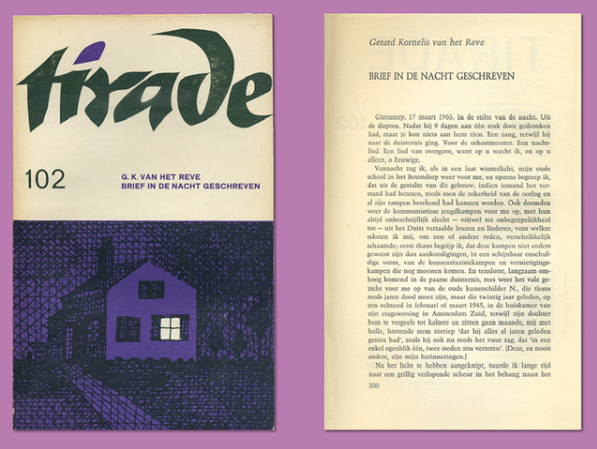 tirade
102
G. K. VAN HET REVE
BRIEF IN DE NACHT GESCHREVEN
Gerard Kornelis van het Reve
BRIEF IN DE NACHT GESCHREVEN
Greonterp, 17 maart 1965. In de stilte van de nacht. Uit
de diepten. Nadat hij 9 dagen aan één stuk door gedronken
had, maar je kon niets aan hem zien. Een zang, terwijl hij
naar de duisternis ging. Voor de orkestmeester. Een nacht-
lied. Een lied van overgave, want op u wacht ik, en op u
alleen, o Eeuwige.
Vannacht zag ik, als in een laat winterlicht, mijn oude
school in het Betondorp weer voor me, en opeens begreep ik,
dat uit de gestalte van dit gebouw, indien iemand het ver-
stand had bezeten, reeds toen de zekerheid van de oorlog en
al zijn rampen berekend had kunnen worden. Ook doemden
weer de kommunistiese jeugdkampen voor me op, met hun
altijd onbeschrijflijk slecht — vrijwel tot onbegrijpelijkheid
toe — uit het Duits vertaalde leuzen en liederen, voor welker
teksten ik mij, om een of andere reden, verschrikkelijk
schaamde; eerst thans begrijp ik, dat deze kampen niet anders
geweest zijn dan aankondigingen, in een schijnbaar onschul-
dige vorm, van de konsentraatsiekampen en vernietigings-
kampen die nog moesten komen. En tenslotte, langzaam om-
hoog komend in de paarse duisternis, rees weer het vale ge-
zicht voor me op van de oude kunstschilder N., die thans
reeds jaren dood moet zijn, maar die twintig jaar geleden, op
een ochtend in februari of maart 1945, in de huiskamer van
zijn etagewoning in Amsterdam Zuid, terwijl zijn dochter
hem te vergeefs tot kalmte en zitten gaan maande, mij met
holle, hortende stem toeriep 'dat hij alles al jaren geleden
gezien had', zoals hij ook nu reeds het vuur zag, dat 'in een
enkel ogenblik één, twee steden zou verteren'. (Deze, en nooit
andere, zijn mijn herinneringen.)
Na het licht te hebben aangeknipt, tuurde ik lange tijd
naar een grillig verlopende scheur in het behang naast het
330